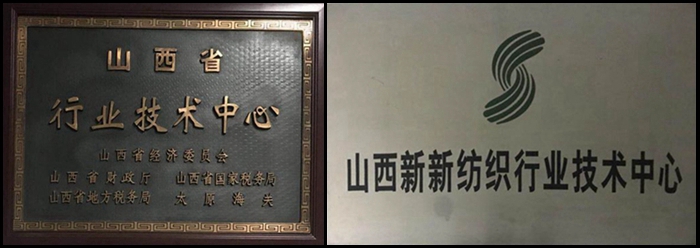 山西省
行业技术中心
山西省经济委员会
山西省财政厅 山西省国家税务局
山西省地方税务局 太原海关
山西新新纺织行业技术中心